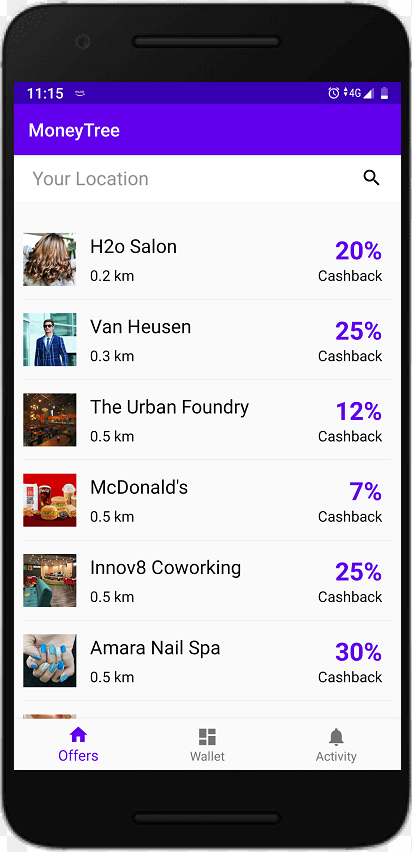 11:15
4G
MoneyTree
Your Location
H2o Salon
20%
0.2 km
Cashback
Van Heusen
25%
0.3 km
Cashback
The Urban Foundry
12%
0.5 km
Cashback
McDonald's
7%
0.5 km
Cashback
Innov8 Coworking
25%
0.5 km
Cashback
Amara Nail Spa
30%
0.5 km
Cashback
Offers
Wallet
Activity